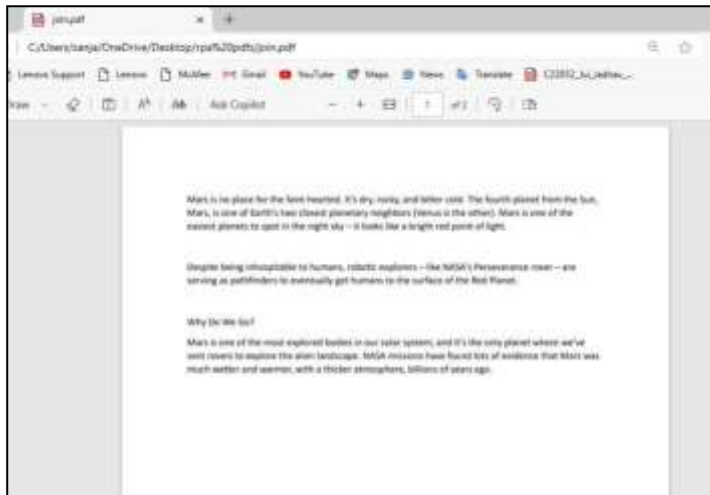 join.pdf
C:/Users/sanja/OneDrive/Desktop/rpa%20pdfs/join.pdf
Lenovo Support Lenovo McAfee Gmail YouTube Maps News Translate
Draw Ask Copilot 1 of 2
Mars is no place for the faint-hearted. It's dry, rocky, and bitter cold. The fourth planet from the Sun,
Mars, is one of Earth's two closest planetary neighbors (Venus is the other). Mars is one of the
easiest planets to spot in the night sky – it looks like a bright red point of light.
Despite being inhospitable to humans, robotic explorers – like NASA's Perseverance rover – are
serving as pathfinders to eventually get humans to the surface of the Red Planet.
Why Do We Go?
Mars is one of the most explored bodies in our solar system, and it's the only planet where we've
sent rovers to explore the alien landscape. NASA missions have found lots of evidence that Mars was
much wetter and warmer, with a thicker atmosphere, billions of years ago.